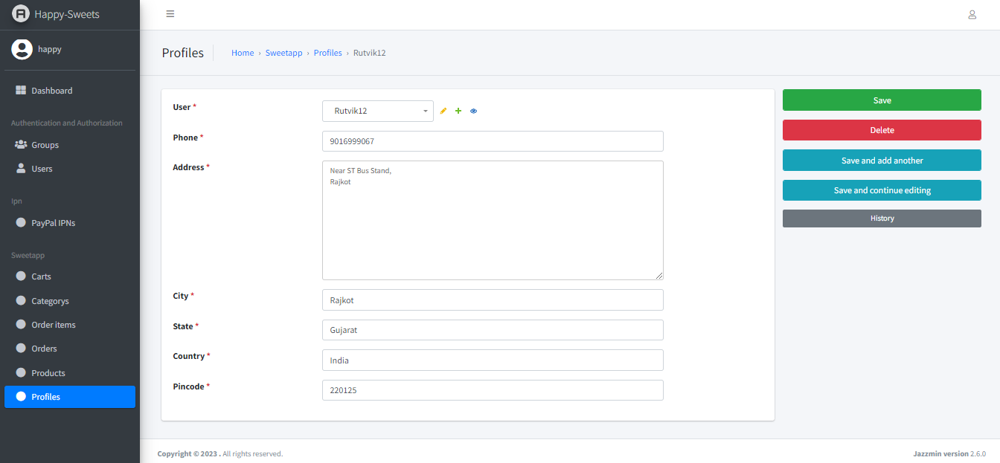 Happy-Sweets
happy
Dashboard
Authentication and Authorization
Groups
Users
Ipn
PayPal IPNs
Sweetapp
Carts
Categorys
Order items
Orders
Products
Profiles
Profiles
Home › Sweetapp › Profiles › Rutvik12
User *
Rutvik12
Phone *
9016999067
Address *
Near ST Bus Stand,
Rajkot
City *
Rajkot
State *
Gujarat
Country *
India
Pincode *
220125
Save
Delete
Save and add another
Save and continue editing
History
Copyright © 2023 . All rights reserved.
Jazzmin version 2.6.0